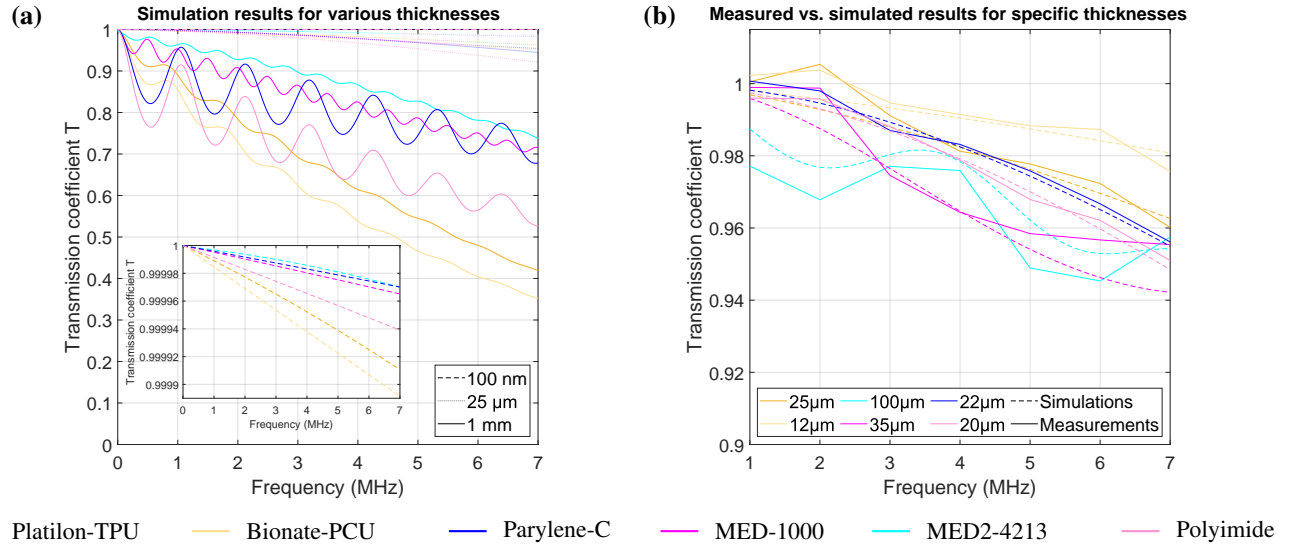 (a)
Simulation results for various thicknesses
Transmission coefficient T
1
0.9
0.8
0.7
0.6
0.5
0.4
0.3
0.2
0.1
0
0 1 2 3 4 5 6 7
Frequency (MHz)
Transmission coefficient T
1
0.99998
0.99996
0.99994
0.99992
0.9999
0 1 2 3 4 5 6 7
Frequency (MHz)
100 nm
25 μm
1 mm
(b)
Measured vs. simulated results for specific thicknesses
Transmission coefficient T
1
0.98
0.96
0.94
0.92
0.9
1 2 3 4 5 6 7
Frequency (MHz)
25μm 100μm 22μm Simulations
12μm 35μm 20μm Measurements
Platilon-TPU Bionate-PCU Parylene-C MED-1000 MED2-4213 Polyimide